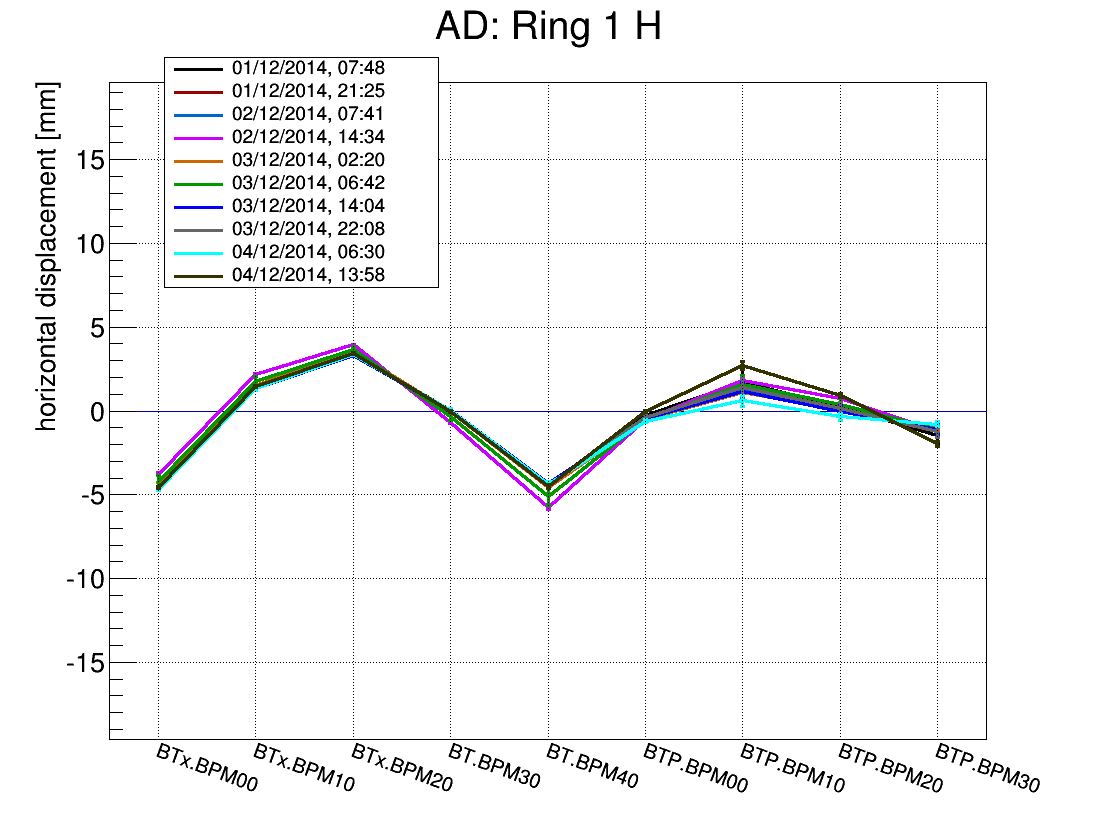 AD: Ring 1 H
horizontal displacement [mm]
01/12/2014, 07:48
01/12/2014, 21:25
02/12/2014, 07:41
02/12/2014, 14:34
03/12/2014, 02:20
03/12/2014, 06:42
03/12/2014, 14:04
03/12/2014, 22:08
04/12/2014, 06:30
04/12/2014, 13:58
15
10
5
0
-5
-10
-15
BTx.BPM00
BTx.BPM10
BTx.BPM20
BT.BPM30
BT.BPM40
BTP.BPM00
BTP.BPM10
BTP.BPM20
BTP.BPM30